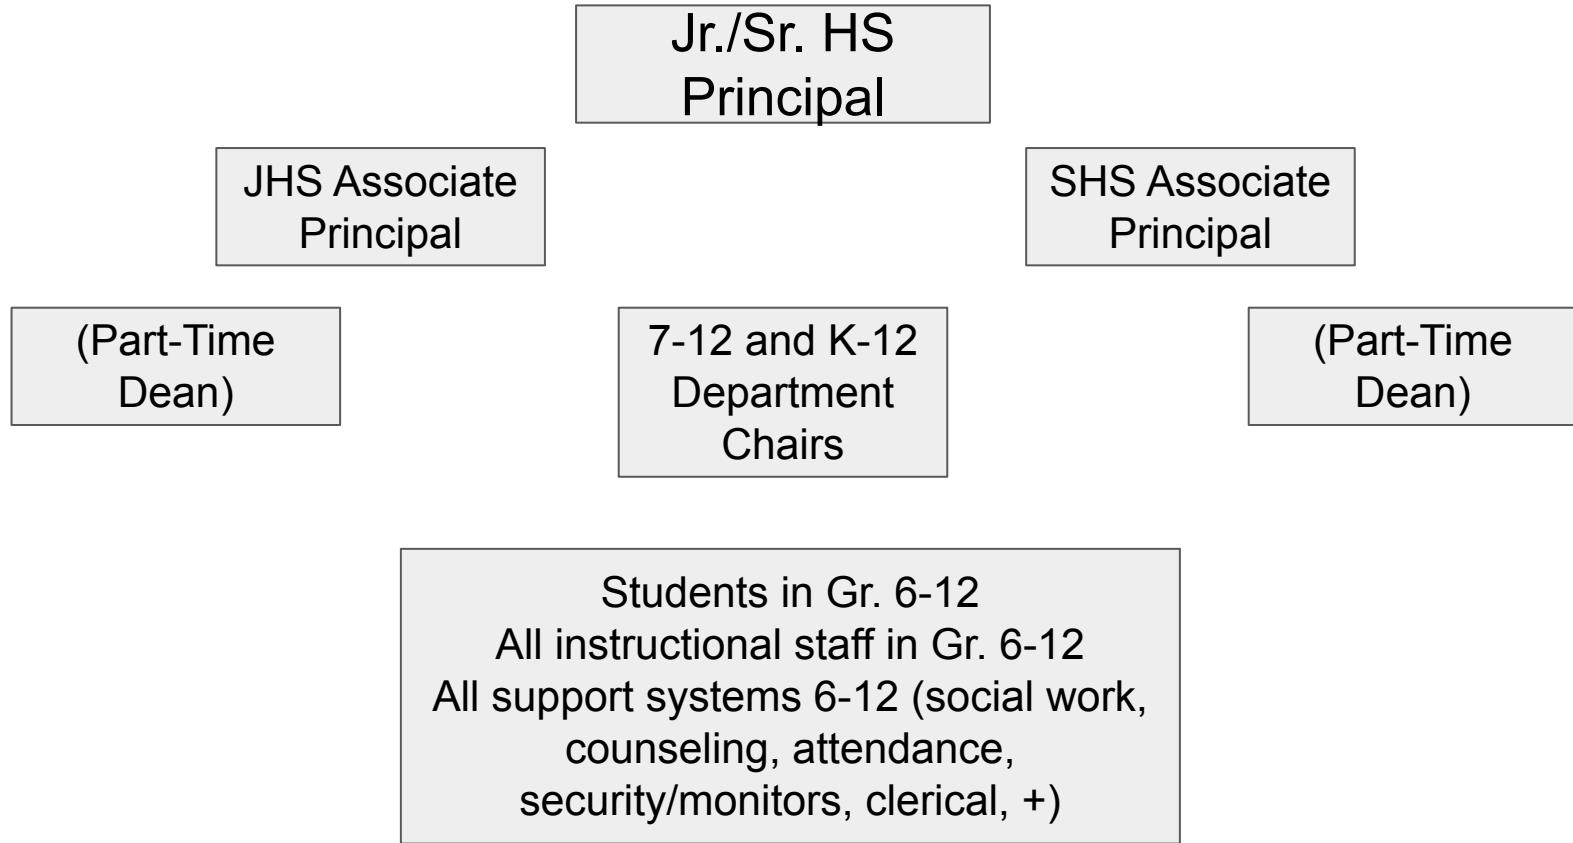 Jr./Sr. HS
Principal
JHS Associate
Principal
SHS Associate
Principal
(Part-Time
Dean)
7-12 and K-12
Department
Chairs
(Part-Time
Dean)
Students in Gr. 6-12
All instructional staff in Gr. 6-12
All support systems 6-12 (social work,
counseling, attendance,
security/monitors, clerical, +)